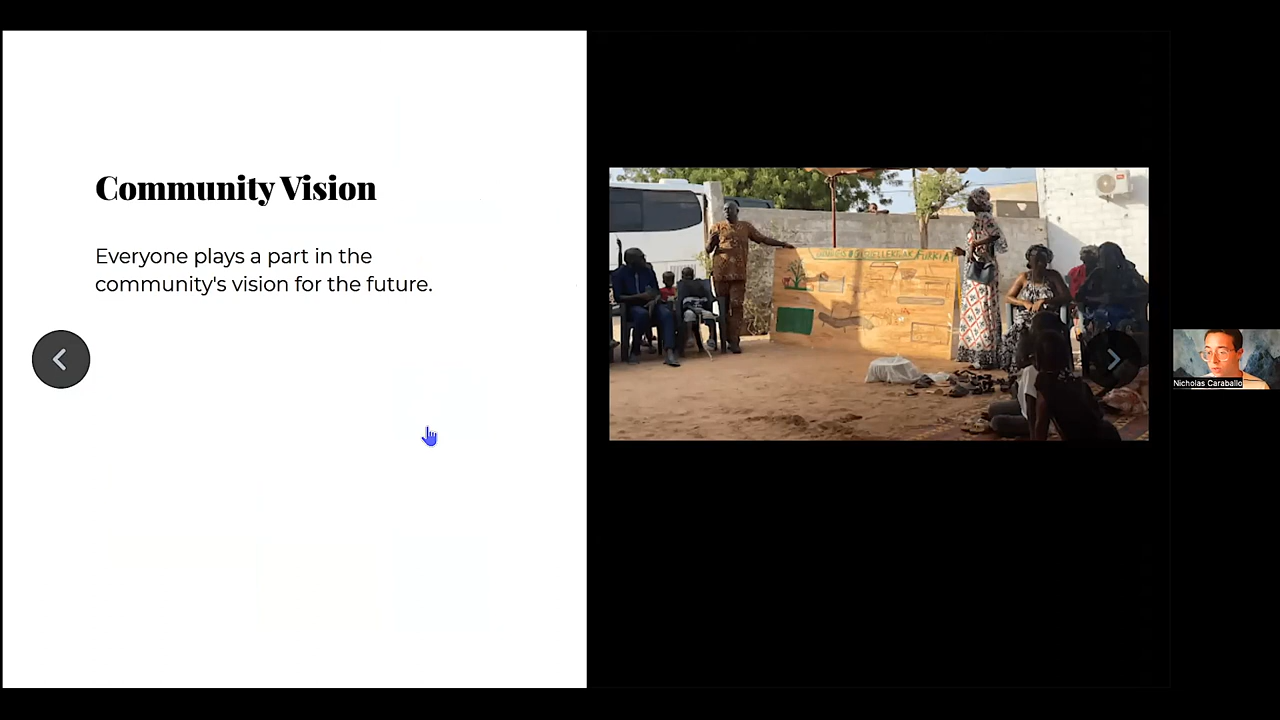 Community Vision
Everyone plays a part in the
community's vision for the future.
Nicholas Caraballo